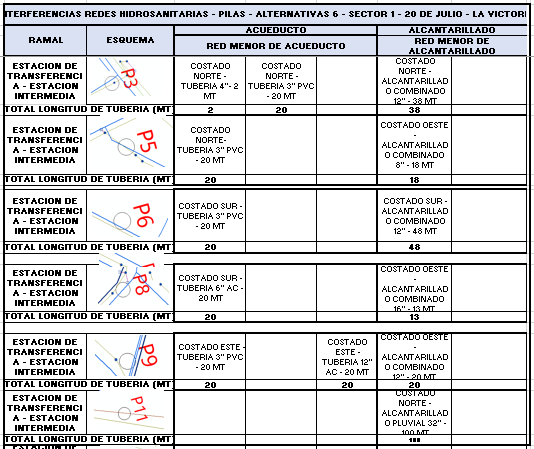 TERFERENCIAS REDES HIDROSANITARIAS - PILAS - ALTERNATIVAS 6 - SECTOR 1 - 20 DE JULIO - LA VICTORI
RAMAL
ESQUEMA
ACUEDUCTO
ALCANTARILLADO
RED MENOR DE ACUEDUCTO
RED MENOR DE
ALCANTARILLADO
ESTACION DE
TRANSFERENCI
A - ESTACION
INTERMEDIA
P3
COSTADO
NORTE -
TUBERIA 4"- 2
MT
COSTADO
NORTE -
TUBERIA 3" PVC
- 20 MT
COSTADO
NORTE -
ALCANTARILLAD
O COMBINADO
12" - 38 MT
TOTAL LONGITUD DE TUBERIA (MT)
2
20
38
ESTACION DE
TRANSFERENCI
A - ESTACION
INTERMEDIA
P5
COSTADO
NORTE-
TUBERIA 3" PVC
- 20 MT
COSTADO OESTE
-
ALCANTARILLAD
O COMBINADO
8" - 18 MT
TOTAL LONGITUD DE TUBERIA (MT)
20
18
ESTACION DE
TRANSFERENCI
A - ESTACION
INTERMEDIA
P6
COSTADO SUR -
TUBERIA 3" PVC
- 20 MT
COSTADO SUR -
ALCANTARILLAD
O COMBINADO
12" - 48 MT
TOTAL LONGITUD DE TUBERIA (MT)
20
48
ESTACION DE
TRANSFERENCI
A - ESTACION
INTERMEDIA
P8
COSTADO SUR -
TUBERIA 6" AC -
20 MT
COSTADO OESTE
-
ALCANTARILLAD
O COMBINADO
16" - 13 MT
TOTAL LONGITUD DE TUBERIA (MT)
20
13
ESTACION DE
TRANSFERENCI
A - ESTACION
INTERMEDIA
P9
COSTADO ESTE -
TUBERIA 3" PVC
- 20 MT
COSTADO
ESTE -
TUBERIA 12"
AC - 20 MT
COSTADO OESTE
-
ALCANTARILLAD
O COMBINADO
12" - 20 MT
TOTAL LONGITUD DE TUBERIA (MT)
20
20
20
ESTACION DE
TRANSFERENCI
A - ESTACION
INTERMEDIA
P11
COSTADO
NORTE -
ALCANTARILLAD
O PLUVIAL 32" -
100 MT
TOTAL LONGITUD DE TUBERIA (MT)